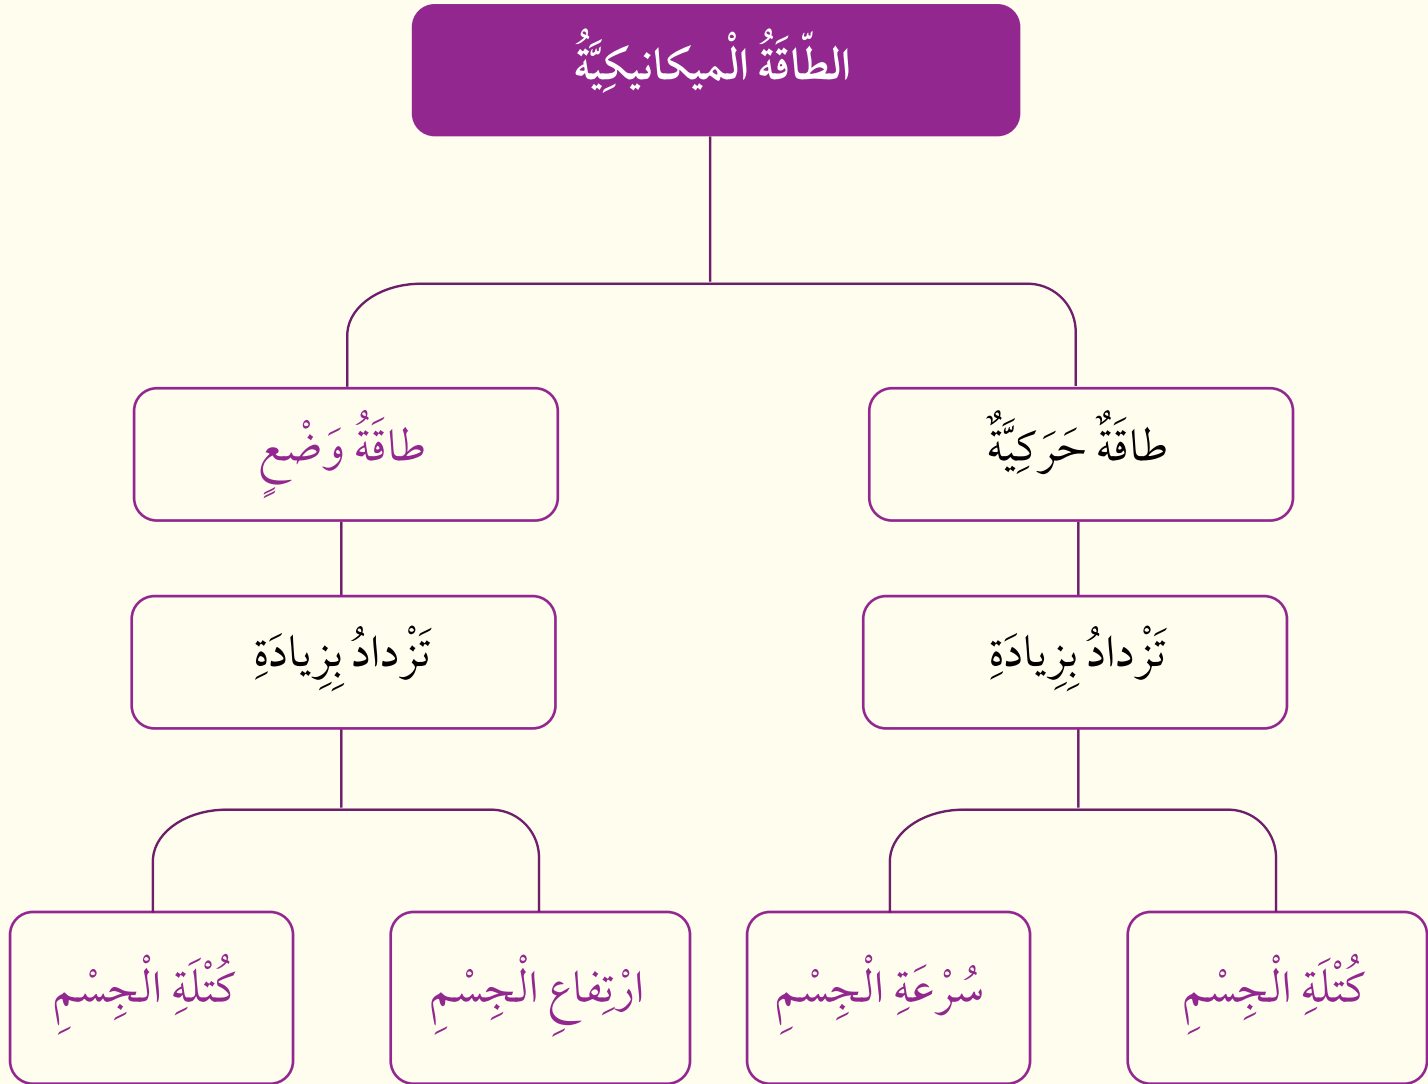 الطّاقَةُ الْميكانيكِيَّةُ
طاقَةٌ حَرَكِيَّةٌ
طاقَةُ وَضْعٍ
تَزْدادُ بِزِيادَةِ
تَزْدادُ بِزِيادَةِ
كُتْلَةِ الْجِسْمِ
سُرْعَةِ الْجِسْمِ
ارْتِفاعِ الْجِسْمِ
كُتْلَةِ الْجِسْمِ